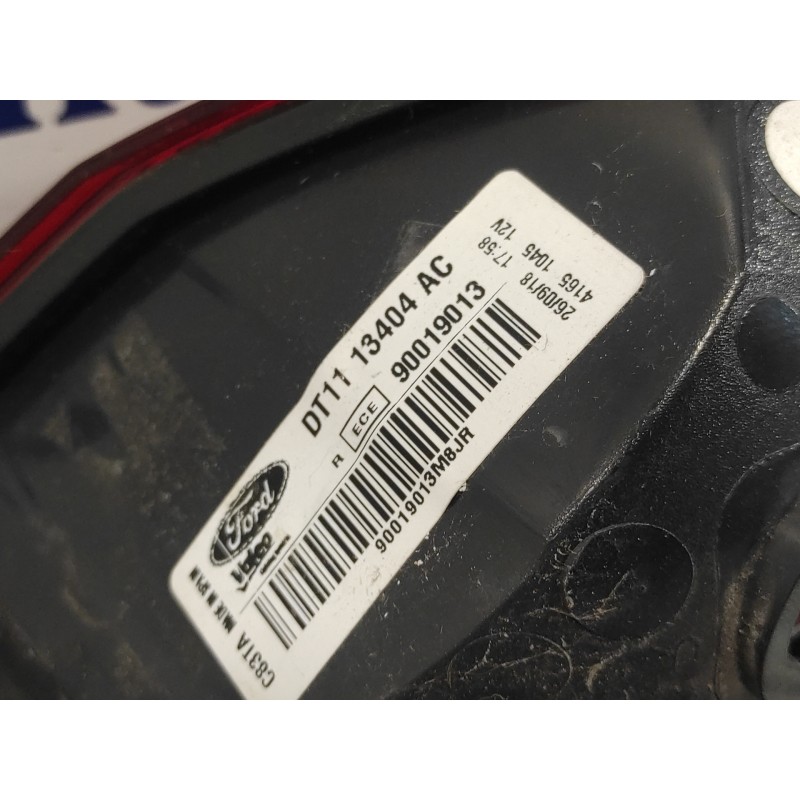 26/09/18 17:58
4165 1045 12V
DT11 13404 AC
R ECE 90019013
Ford
Valeo
90019013M8JR
C83TA MADE IN SPAIN